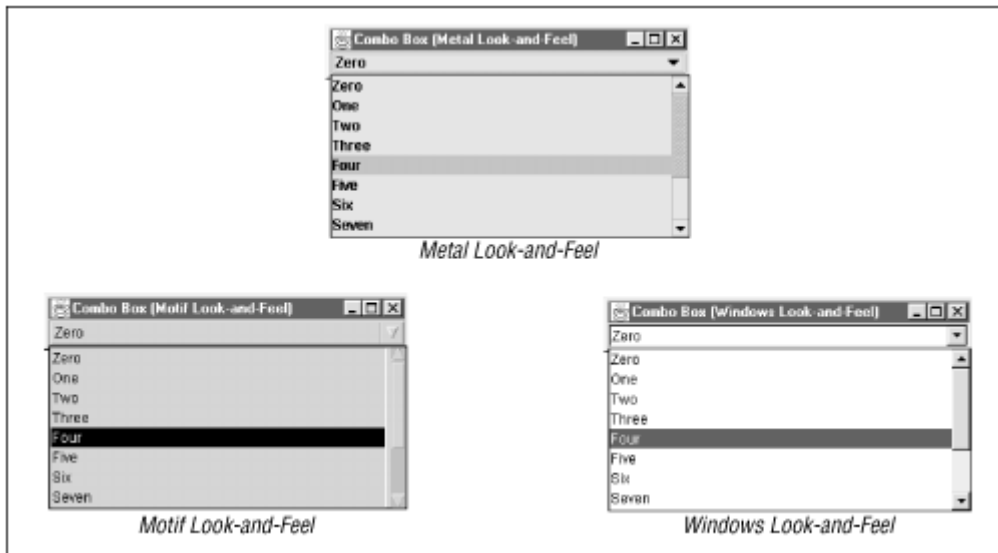 Combo Box (Metal Look-and-Feel)
Zero
Zero
One
Two
Three
Four
Five
Six
Seven
Metal Look-and-Feel
Combo Box (Motif Look-and-Feel)
Zero
Zero
One
Two
Three
Four
Five
Six
Seven
Motif Look-and-Feel
Combo Box (Windows Look-and-Feel)
Zero
Zero
One
Two
Three
Four
Five
Six
Seven
Windows Look-and-Feel